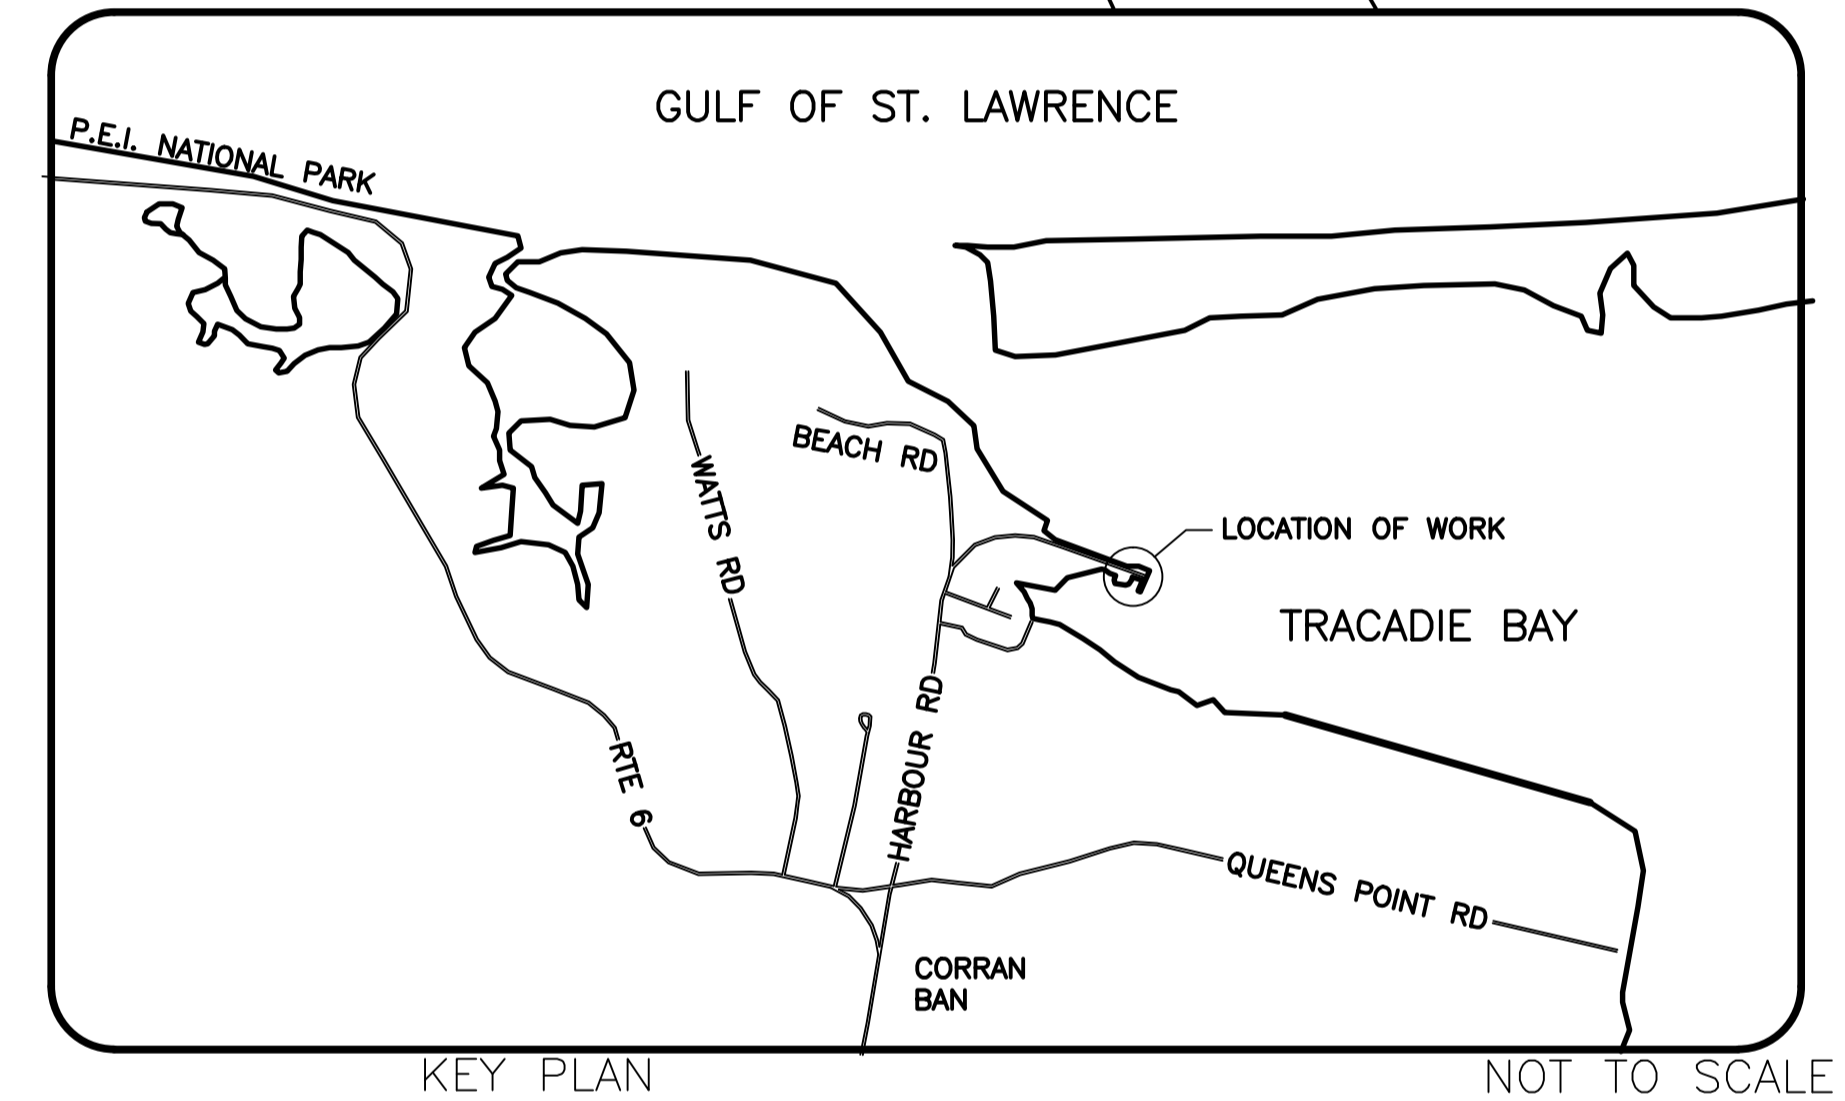 GULF OF ST. LAWRENCE
P.E.I. NATIONAL PARK
BEACH RD
WATTS RD
LOCATION OF WORK
TRACADIE BAY
HARBOUR RD
RTE 6
QUEENS POINT RD
CORRAN
BAN
KEY PLAN
NOT TO SCALE